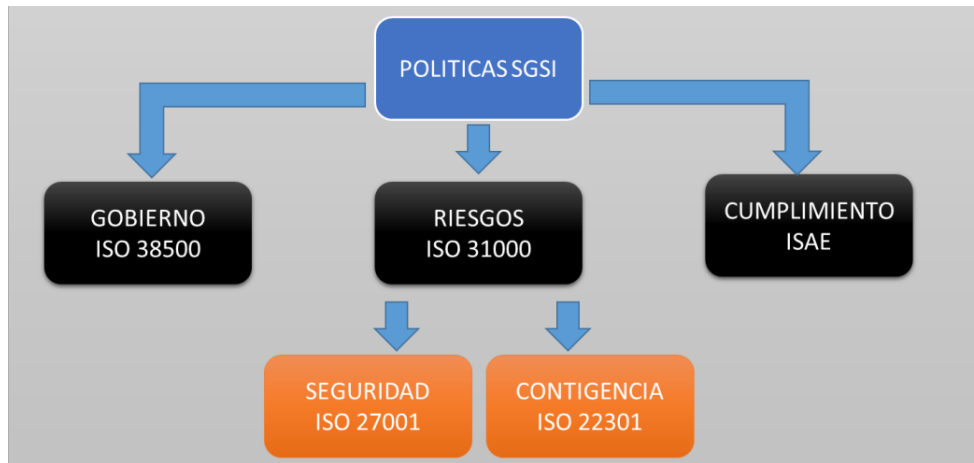 POLITICAS SGSI
GOBIERNO
ISO 38500
RIESGOS
ISO 31000
CUMPLIMIENTO
ISAE
SEGURIDAD
ISO 27001
CONTIGENCIA
ISO 22301